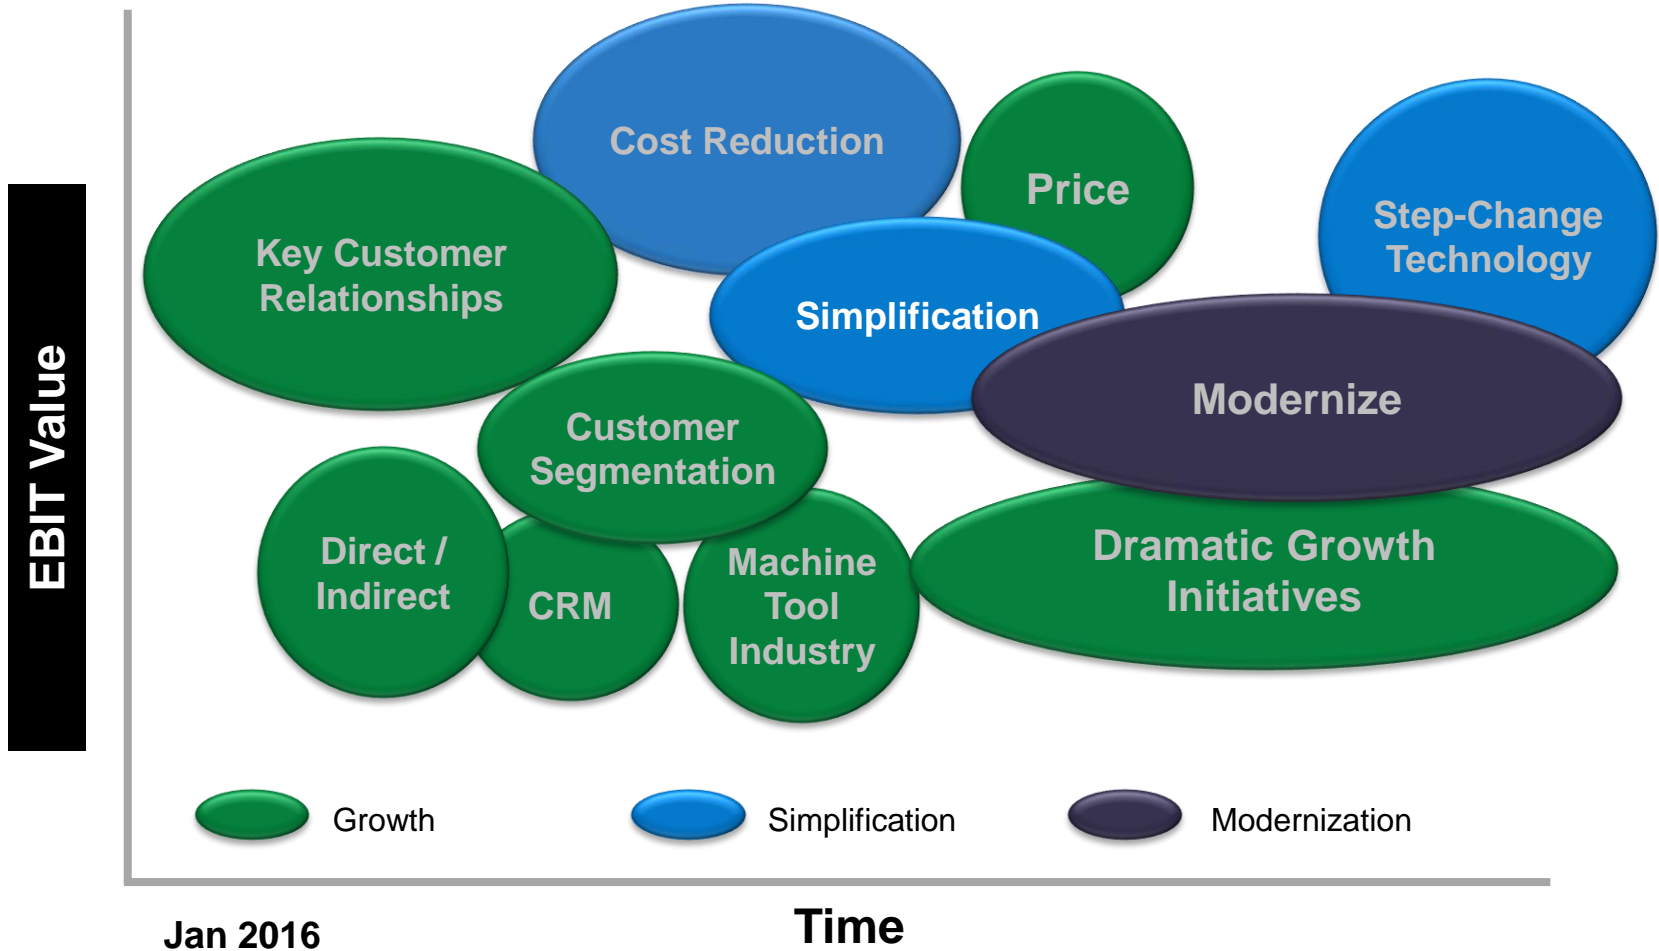 Cost Reduction
Price
Step-Change
Technology
Key Customer
Relationships
Simplification
Modernize
Customer
Segmentation
Direct /
Indirect
CRM
Machine
Tool
Industry
Dramatic Growth
Initiatives
EBIT Value
Growth
Simplification
Modernization
Jan 2016
Time